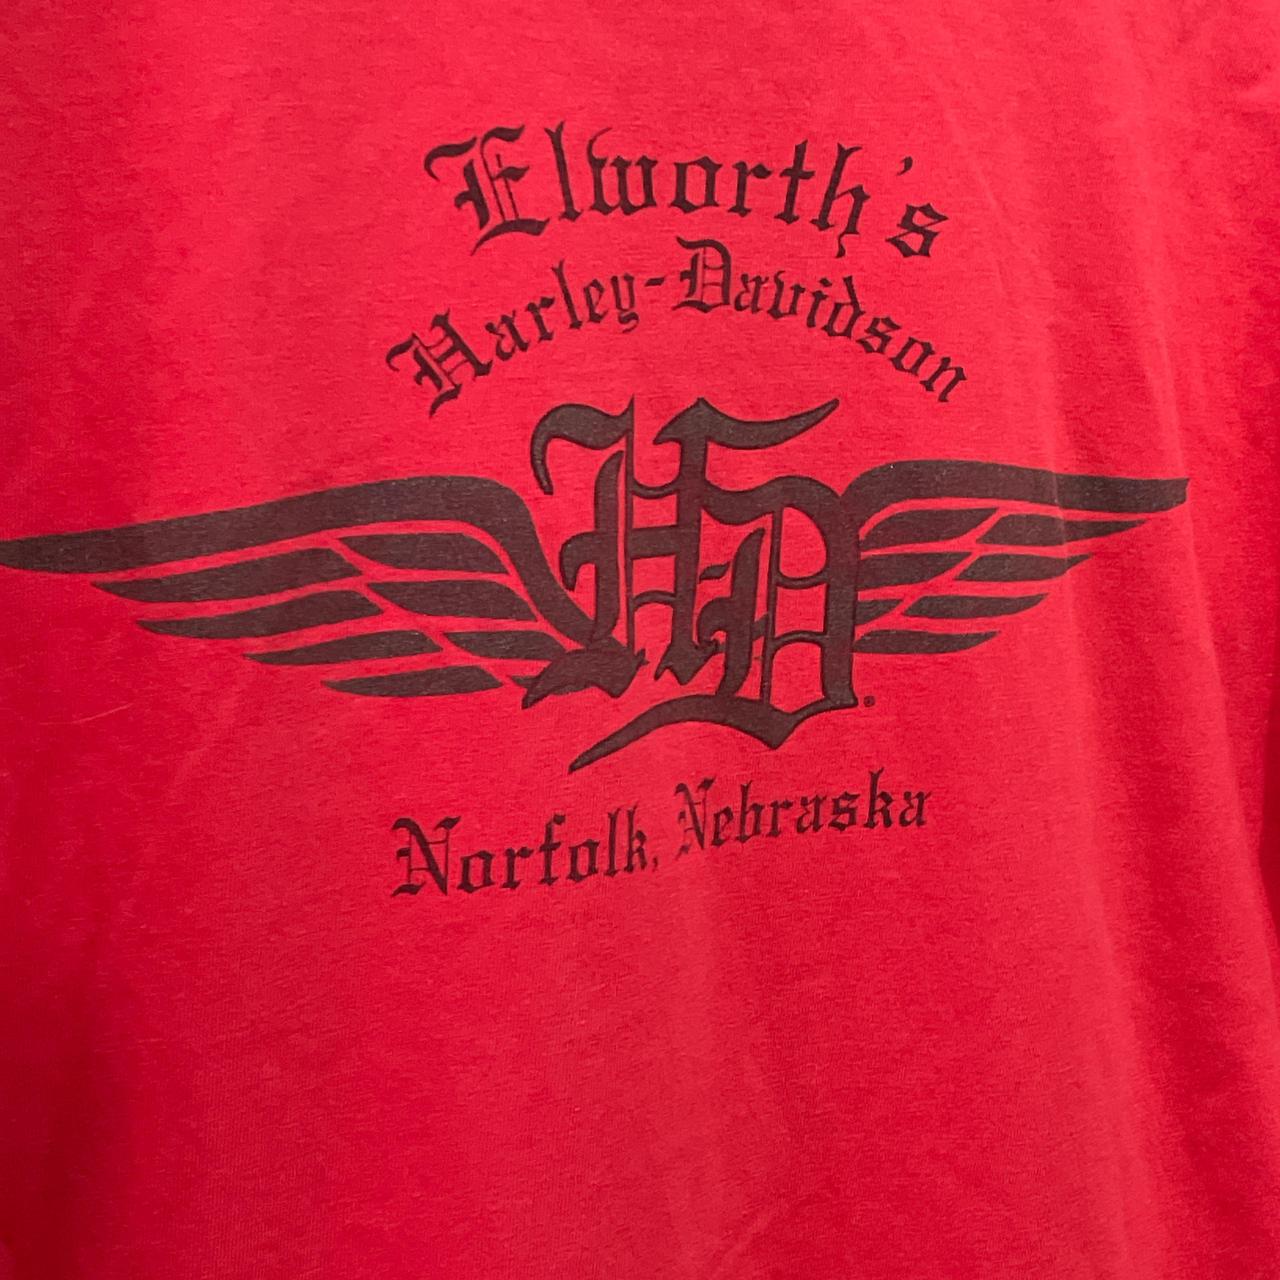 Elworth's
Harley-Davidson
HD®
Norfolk, Nebraska